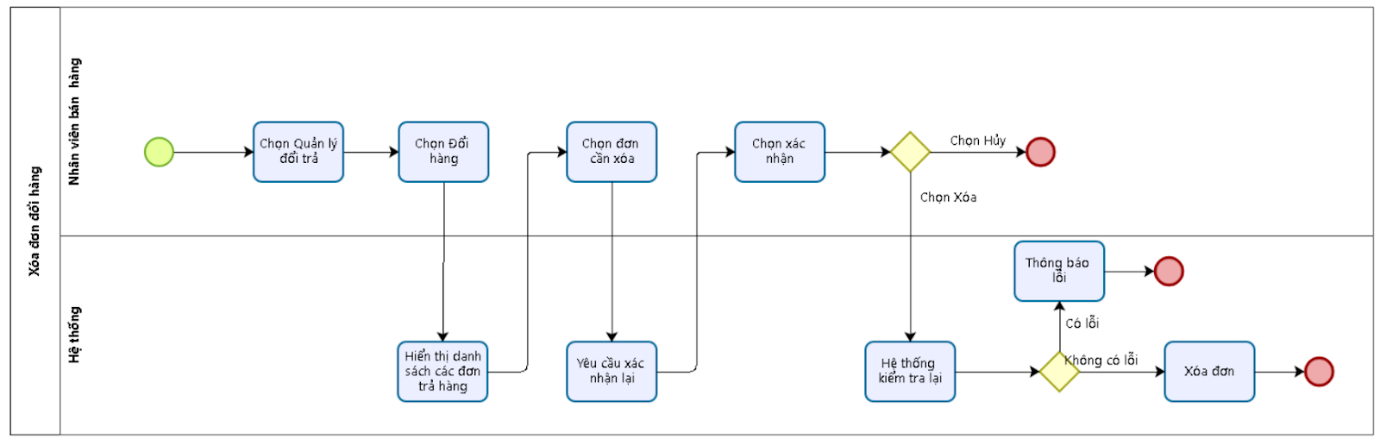 Xóa đơn đổi hàng
Nhân viên bán hàng
Chọn Quản lý
đổi trả
Chọn Đổi
hàng
Chọn đơn
cần xóa
Chọn xác
nhận
Chọn Hủy
Chọn Xóa
Hệ thống
Hiển thị danh
sách các đơn
trả hàng
Yêu cầu xác
nhận lại
Hệ thống
kiểm tra lại
Thông báo
lỗi
Có lỗi
Không có lỗi
Xóa đơn